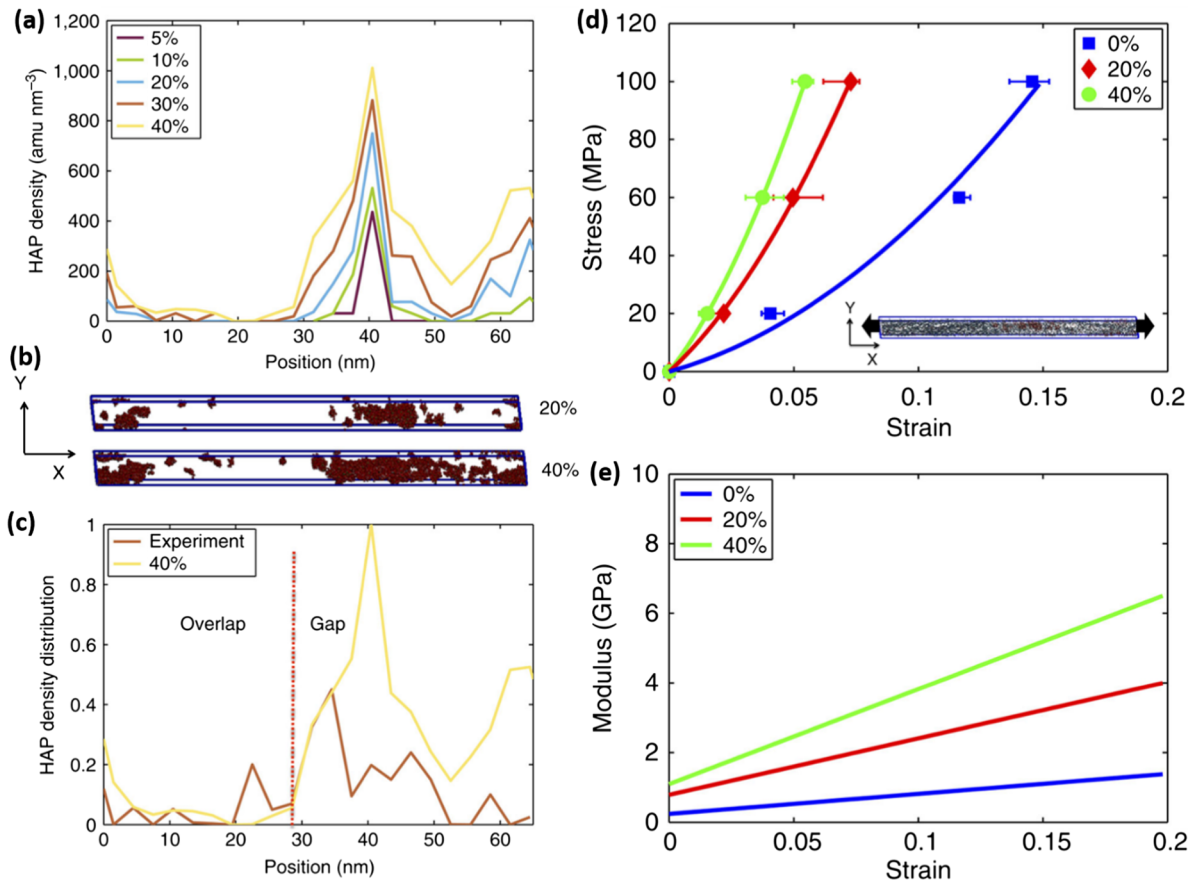 (a)
HAP density (amu nm⁻³)
1,200
1,000
800
600
400
200
0
5%
10%
20%
30%
40%
0 10 20 30 40 50 60
Position (nm)
(b)
Y
X
20%
40%
(c)
HAP density distribution
1
0.8
0.6
0.4
0.2
0
Experiment
40%
Overlap
Gap
0 10 20 30 40 50 60
Position (nm)
(d)
Stress (MPa)
120
100
80
60
40
20
0
0%
20%
40%
Y
X
0 0.05 0.1 0.15 0.2
Strain
(e)
Modulus (GPa)
10
8
6
4
2
0
0%
20%
40%
0 0.05 0.1 0.15 0.2
Strain